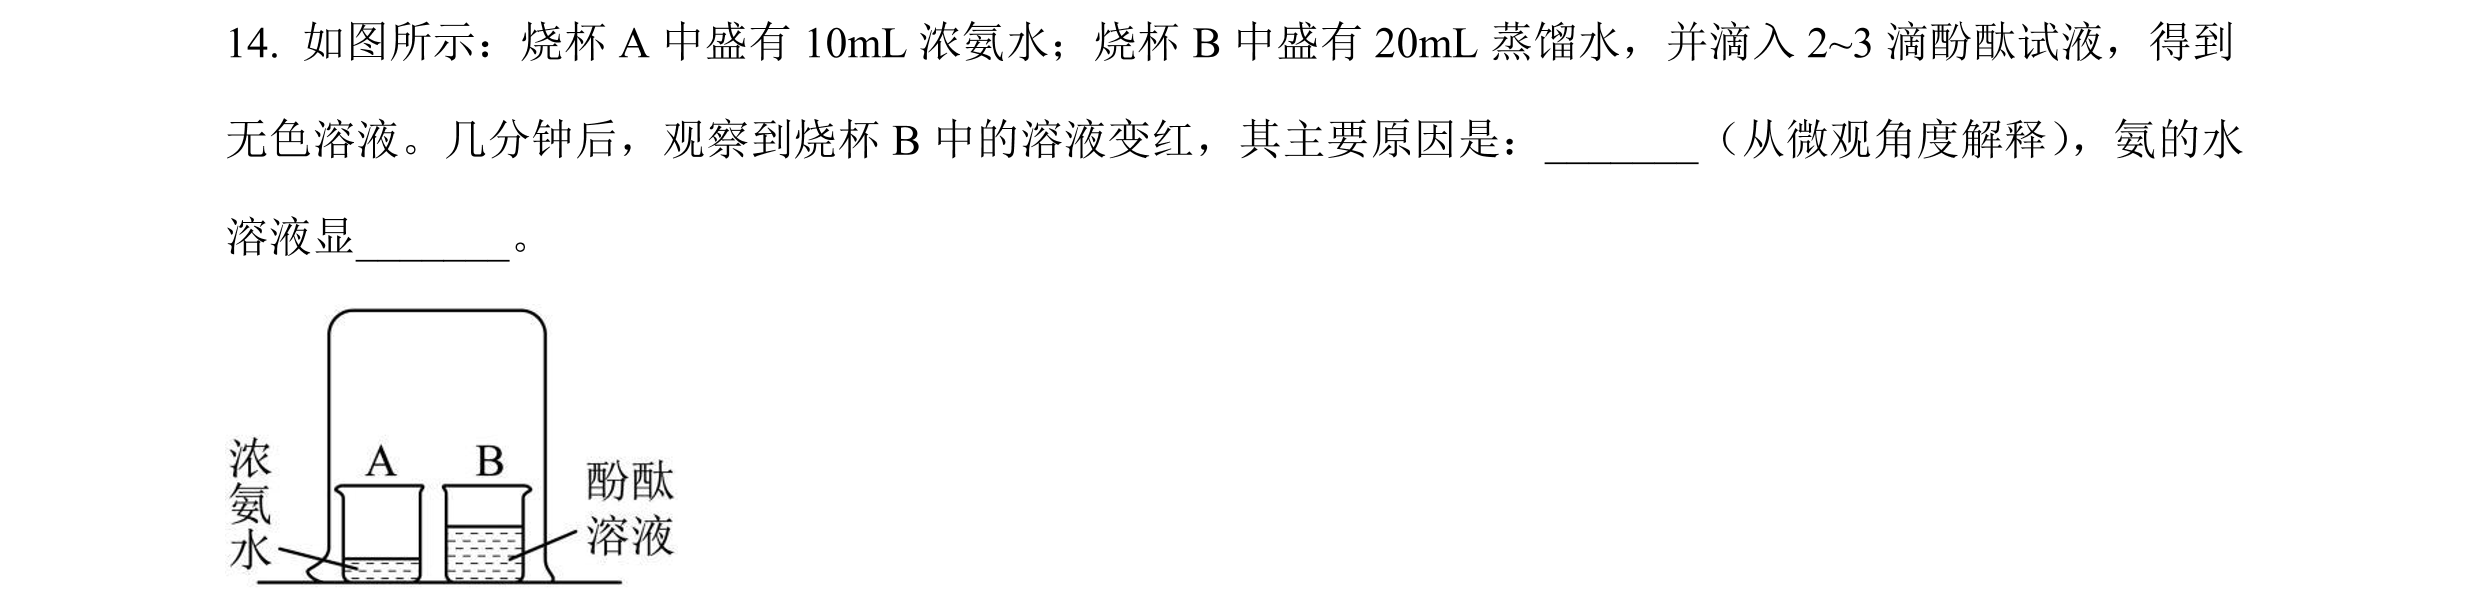 14. 如图所示：烧杯 A 中盛有 10mL 浓氨水；烧杯 B 中盛有 20mL 蒸馏水，并滴入 2~3 滴酚酞试液，得到
无色溶液。几分钟后，观察到烧杯 B 中的溶液变红，其主要原因是：_______（从微观角度解释），氨的水
溶液显_______。
浓氨水
A
B
酚酞
溶液